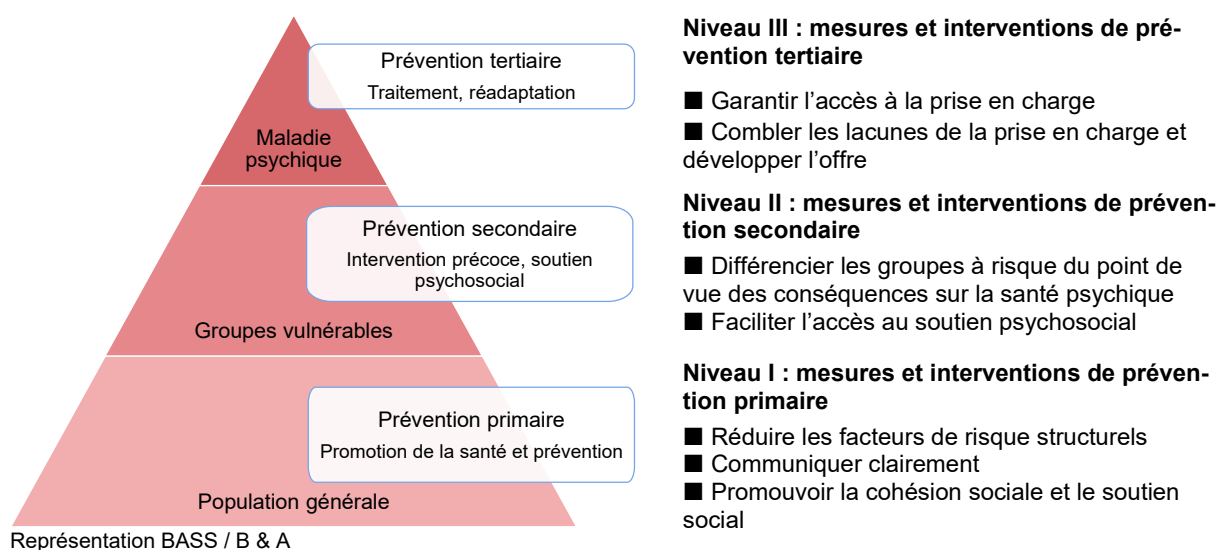 Prévention tertiaire
Traitement, réadaptation
Maladie
psychique
Prévention secondaire
Intervention précoce, soutien
psychosocial
Groupes vulnérables
Prévention primaire
Promotion de la santé et prévention
Population générale
Représentation BASS / B & A
Niveau III : mesures et interventions de pré-
vention tertiaire
■ Garantir l’accès à la prise en charge
■ Combler les lacunes de la prise en charge et
développer l’offre
Niveau II : mesures et interventions de préven-
tion secondaire
■ Différencier les groupes à risque du point de
vue des conséquences sur la santé psychique
■ Faciliter l’accès au soutien psychosocial
Niveau I : mesures et interventions de préven-
tion primaire
■ Réduire les facteurs de risque structurels
■ Communiquer clairement
■ Promouvoir la cohésion sociale et le soutien
social